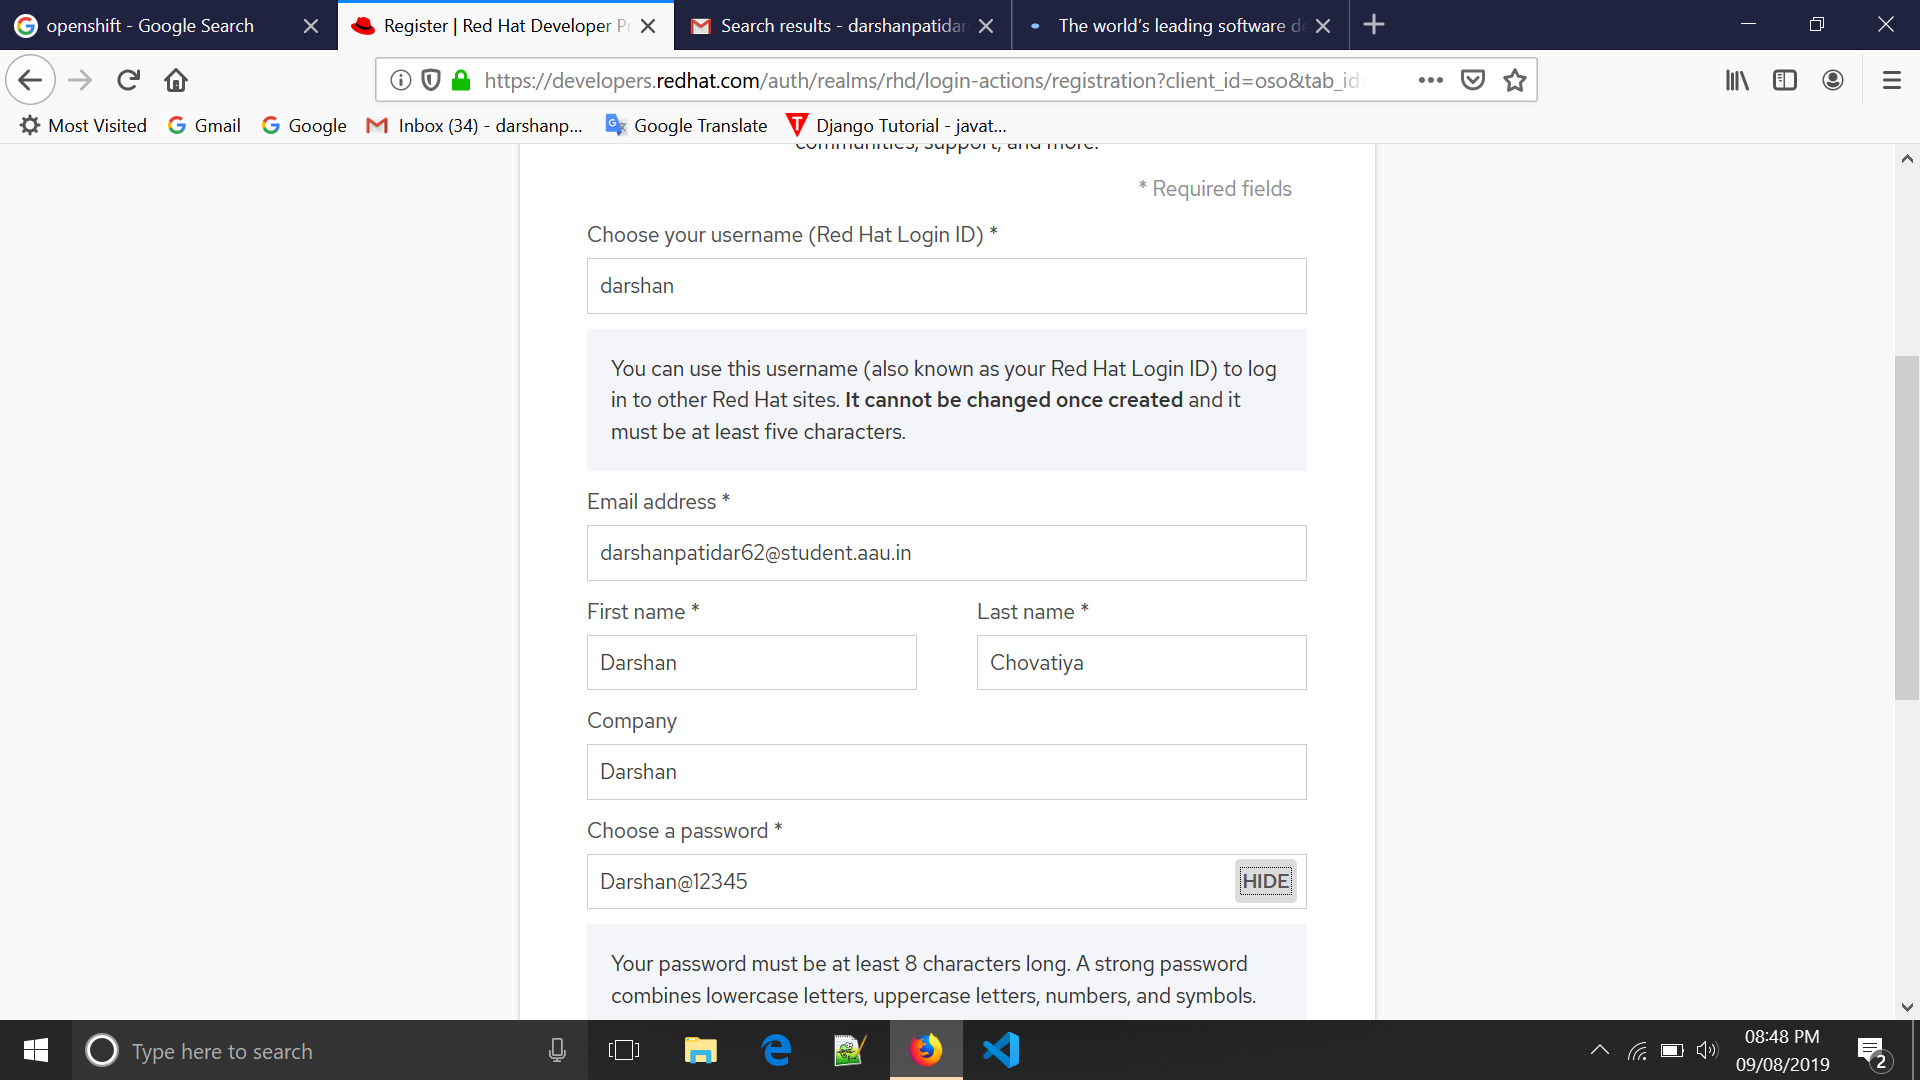 openshift - Google Search
Register | Red Hat Developer Pr
Search results - darshanpatidar
The world's leading software de
https://developers.redhat.com/auth/realms/rhd/login-actions/registration?client_id=oso&tab_id=
Most Visited
Gmail
Google
Inbox (34) - darshanp...
Google Translate
Django Tutorial - javat...
communities, support, and more.
* Required fields
Choose your username (Red Hat Login ID) *
darshan
You can use this username (also known as your Red Hat Login ID) to log
in to other Red Hat sites. It cannot be changed once created and it
must be at least five characters.
Email address *
darshanpatidar62@student.aau.in
First name *
Last name *
Darshan
Chovatiya
Company
Darshan
Choose a password *
Darshan@12345
HIDE
Your password must be at least 8 characters long. A strong password
combines lowercase letters, uppercase letters, numbers, and symbols.
Type here to search
08:48 PM
09/08/2019
2